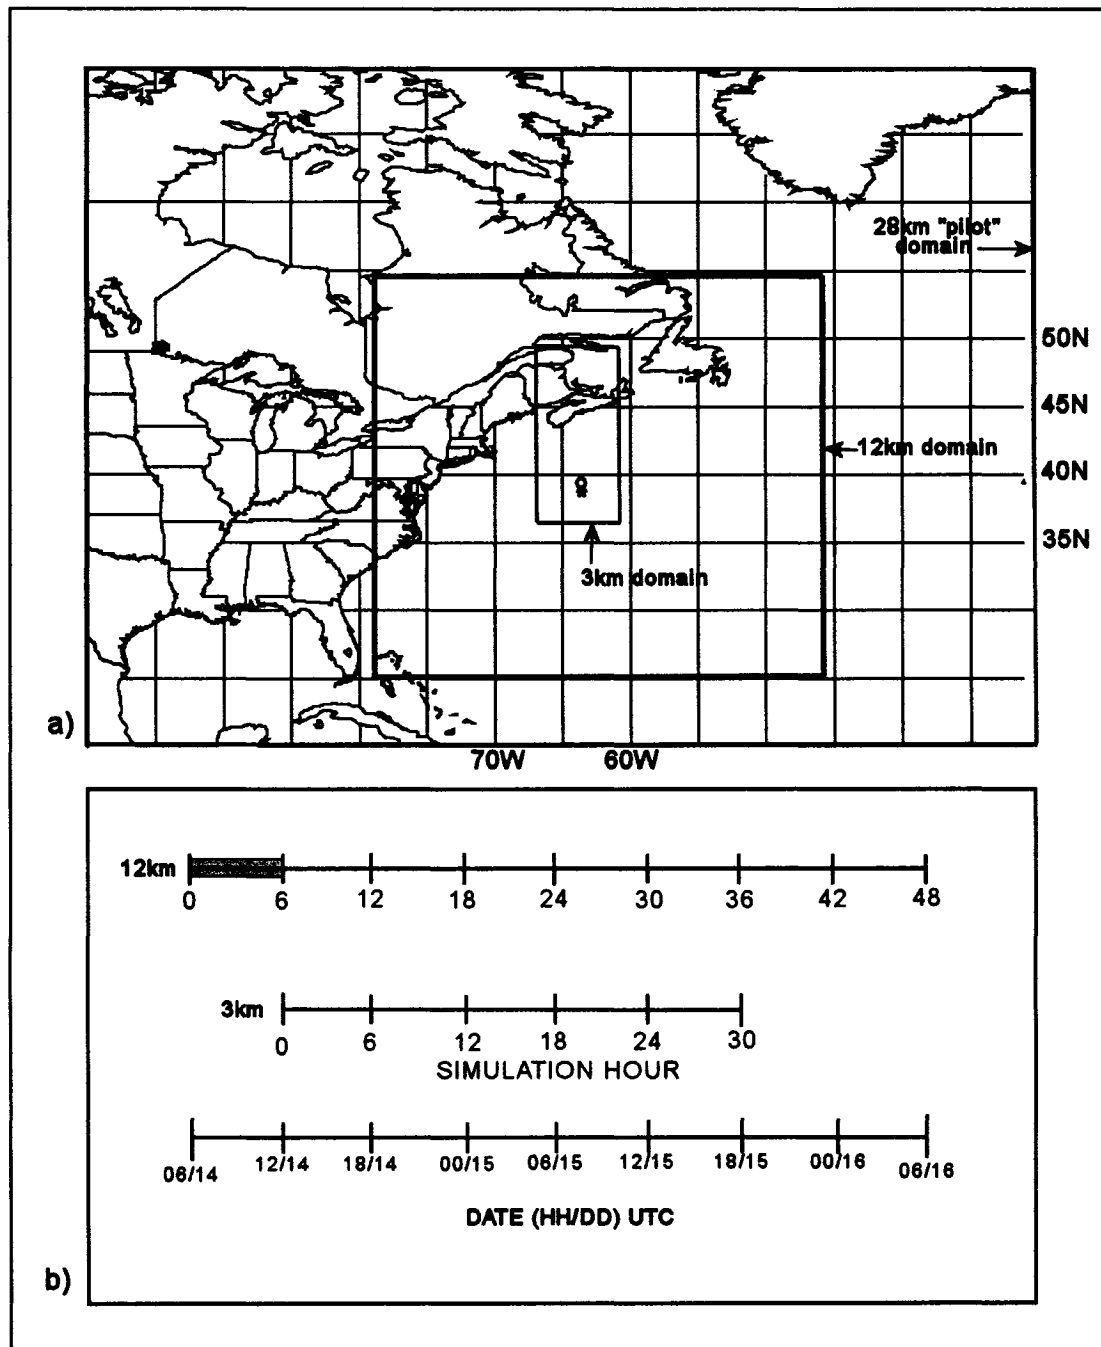 28km "pilot"
domain
50N
45N
12km domain
40N
35N
3km domain
a)
70W 60W
12km
0 6 12 18 24 30 36 42 48
3km
0 6 12 18 24 30
SIMULATION HOUR
06/14 12/14 18/14 00/15 06/15 12/15 18/15 00/16 06/16
DATE (HH/DD) UTC
b)